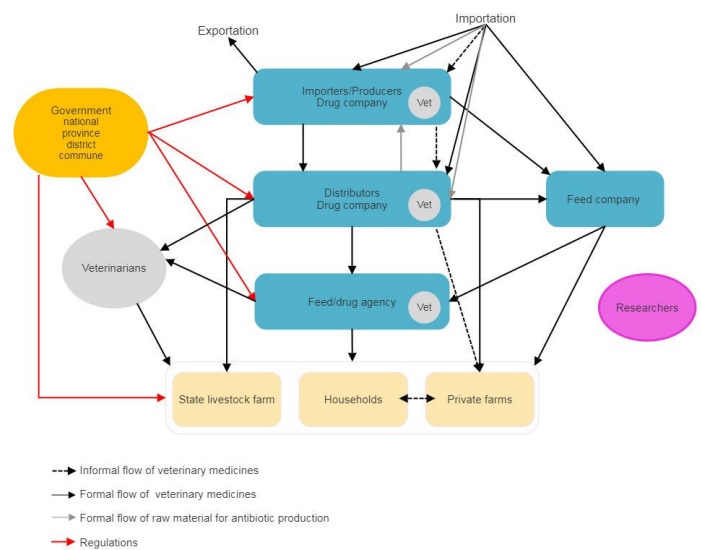 Importation
Exportation
Importers/Producers
Drug company
Vet
Government
national
province
district
commune
Distributors
Drug company
Vet
Feed company
Veterinarians
Feed/drug agency
Vet
Researchers
State livestock farm
Households
Private farms
Informal flow of veterinary medicines
Formal flow of  veterinary medicines
Formal flow of raw material for antibiotic production
Regulations